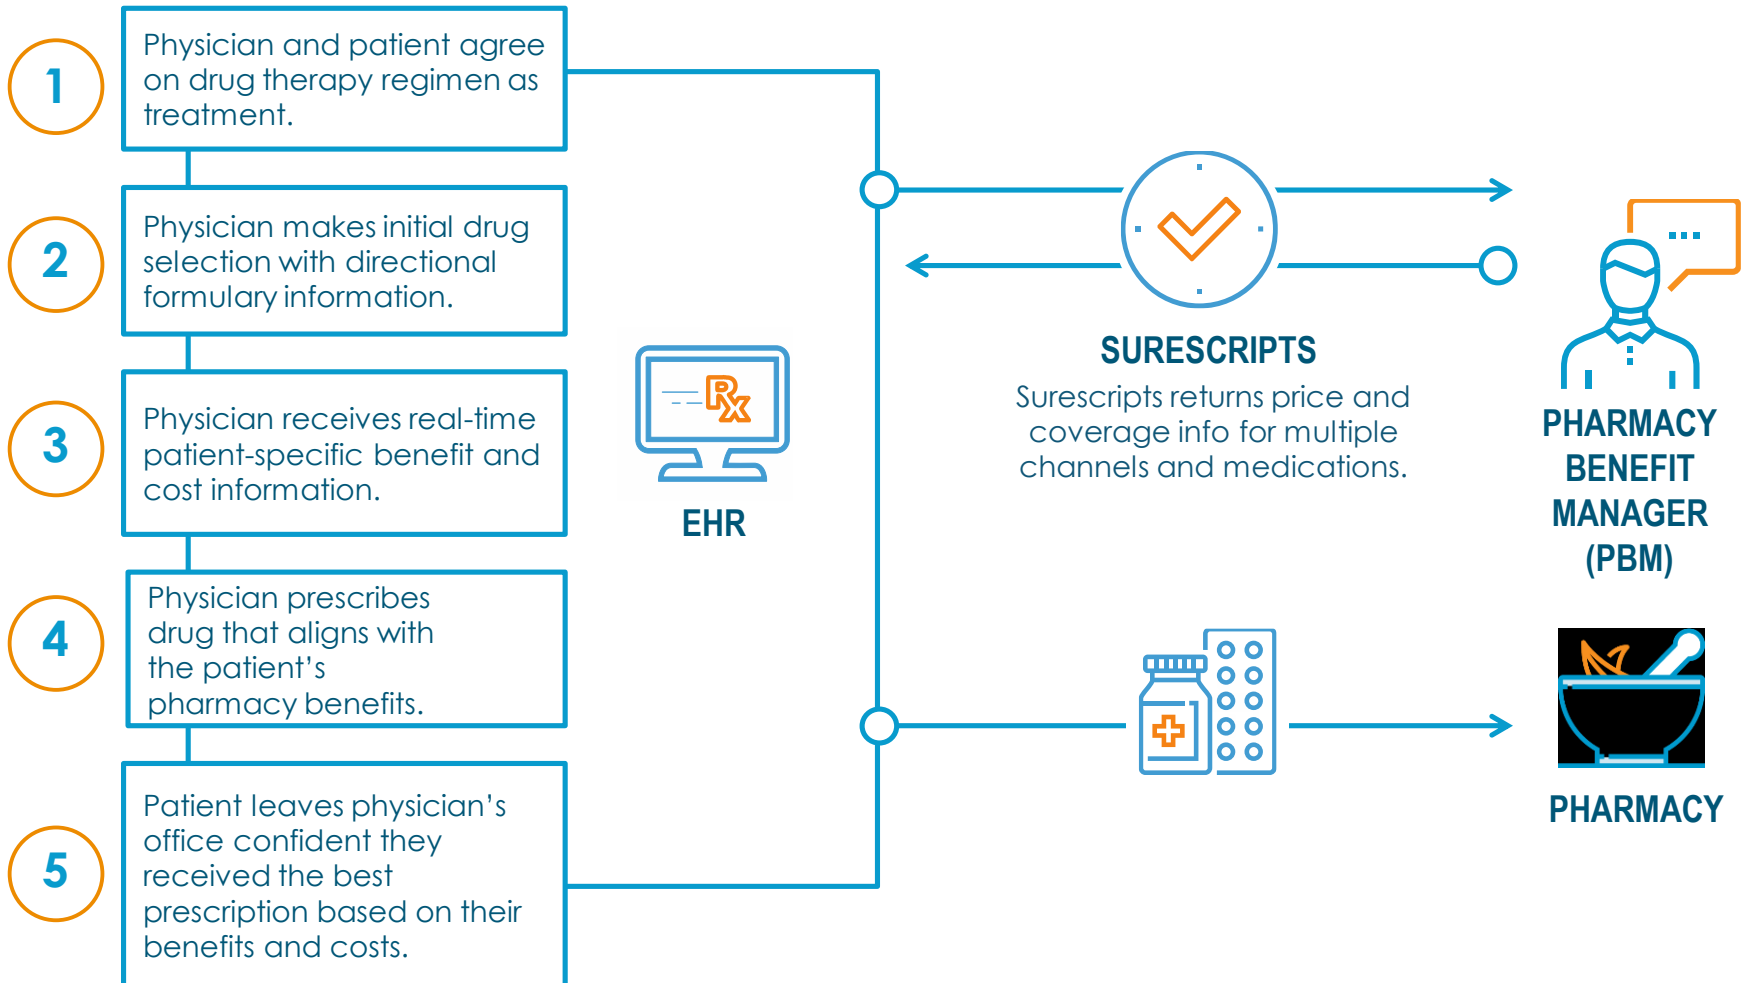 1
Physician and patient agree
on drug therapy regimen as
treatment.
2
Physician makes initial drug
selection with directional
formulary information.
3
Physician receives real-time
patient-specific benefit and
cost information.
4
Physician prescribes
drug that aligns with
the patient’s
pharmacy benefits.
5
Patient leaves physician’s
office confident they
received the best
prescription based on their
benefits and costs.
Rx
EHR
SURESCRIPTS
Surescripts returns price and
coverage info for multiple
channels and medications.
PHARMACY
BENEFIT
MANAGER
(PBM)
PHARMACY